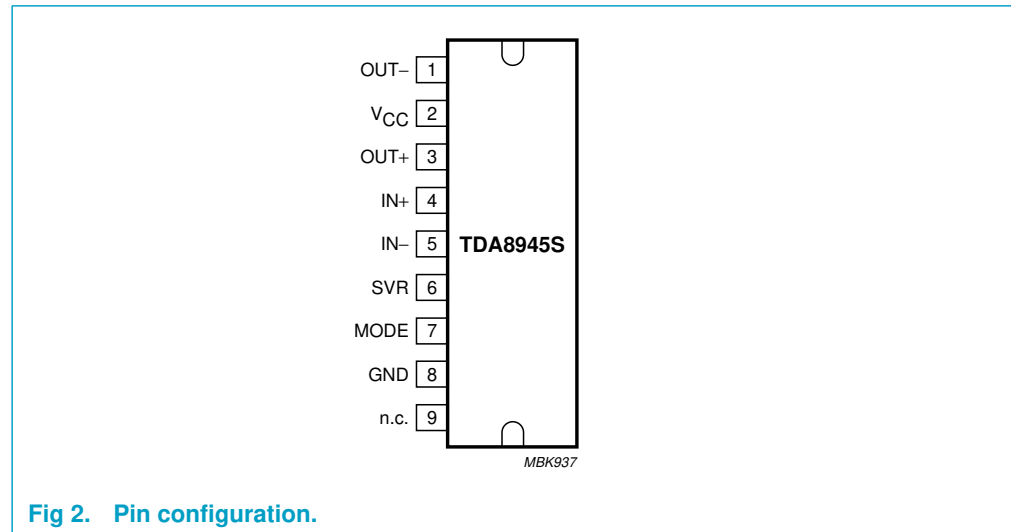 OUT− 1
VCC 2
OUT+ 3
IN+ 4
IN− 5
TDA8945S
SVR 6
MODE 7
GND 8
n.c. 9
MBK937
Fig 2. Pin configuration.